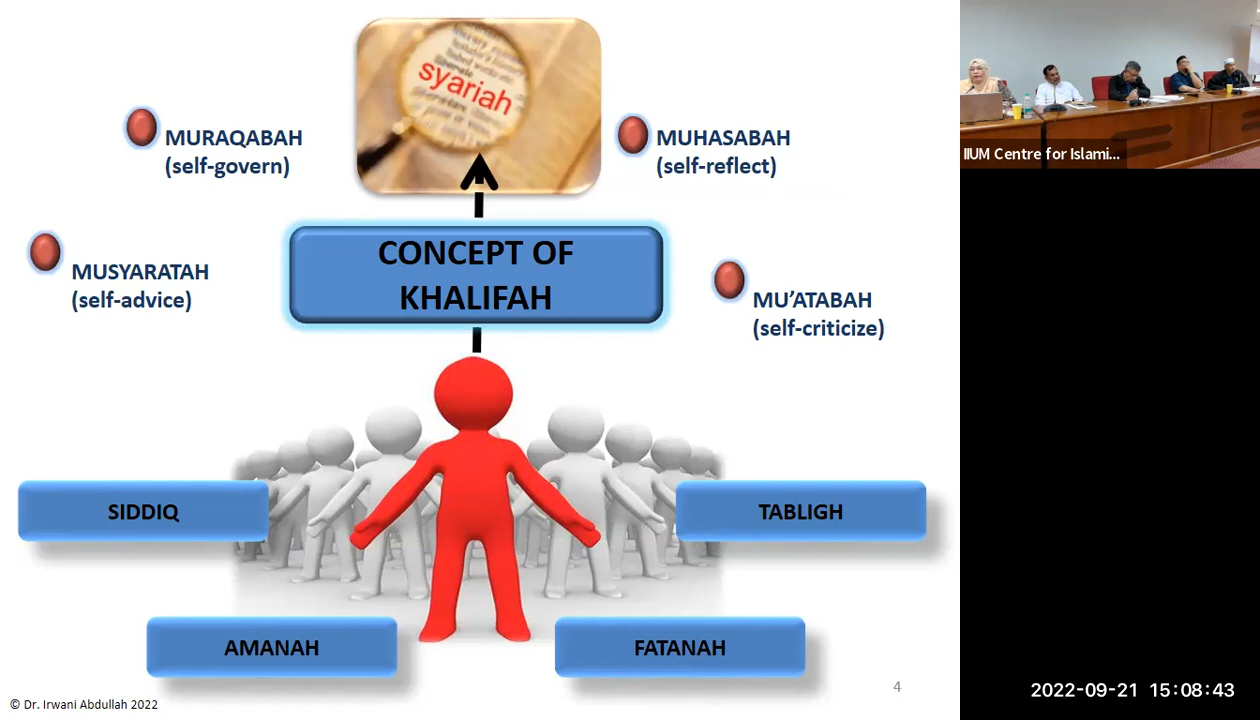 syariah
MURAQABAH
(self-govern)
MUHASABAH
(self-reflect)
MUSYARATAH
(self-advice)
CONCEPT OF
KHALIFAH
MU’ATABAH
(self-criticize)
SIDDIQ
TABLIGH
AMANAH
FATANAH
4
© Dr. Irwani Abdullah 2022
IIUM Centre for Islami...
2022-09-21 15:08:43